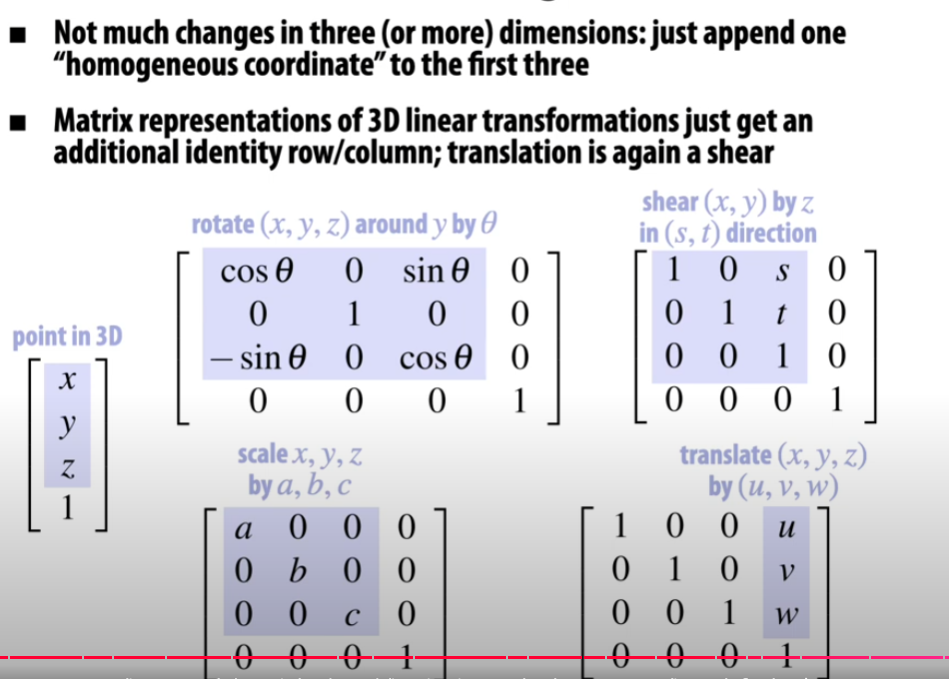 ■ Not much changes in three (or more) dimensions: just append one
“homogeneous coordinate” to the first three
■ Matrix representations of 3D linear transformations just get an
additional identity row/column; translation is again a shear
point in 3D
x
y
z
1
rotate (x, y, z) around y by θ
cos θ 0 sin θ 0
0 1 0 0
− sin θ 0 cos θ 0
0 0 0 1
shear (x, y) by z
in (s, t) direction
1 0 s 0
0 1 t 0
0 0 1 0
0 0 0 1
scale x, y, z
by a, b, c
a 0 0 0
0 b 0 0
0 0 c 0
0 0 0 1
translate (x, y, z)
by (u, v, w)
1 0 0 u
0 1 0 v
0 0 1 w
0 0 0 1